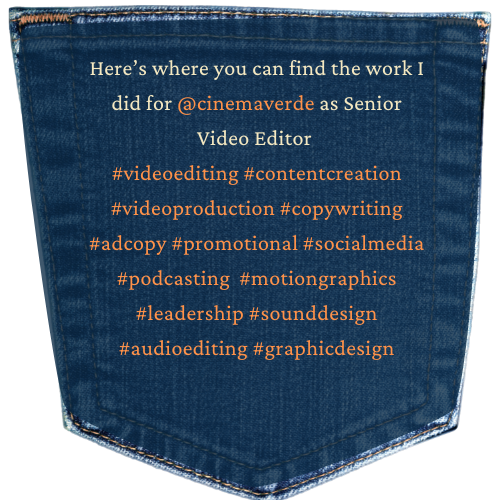 Here’s where you can find the work I
did for @cinemaverde as Senior
Video Editor
#videoediting #contentcreation
#videoproduction #copywriting
#adcopy #promotional #socialmedia
#podcasting #motiongraphics
#leadership #sounddesign
#audioediting #graphicdesign